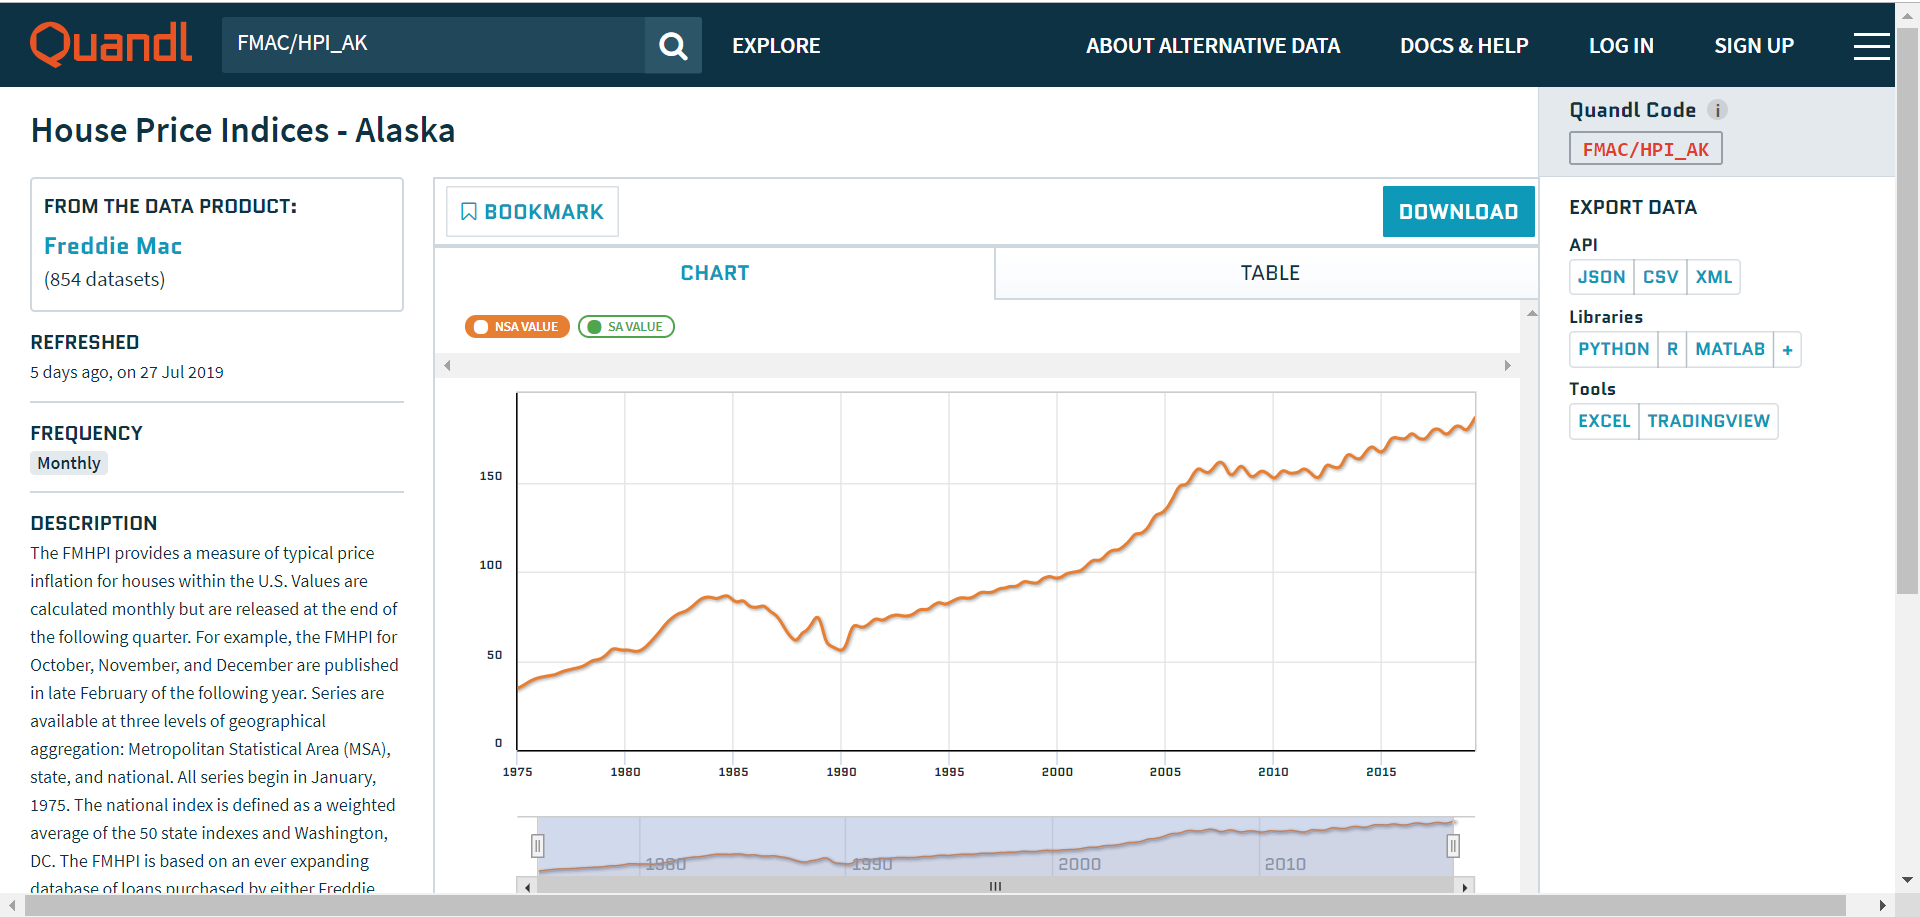 Quandl
FMAC/HPI_AK
EXPLORE
ABOUT ALTERNATIVE DATA
DOCS & HELP
LOG IN
SIGN UP
House Price Indices - Alaska
FROM THE DATA PRODUCT:
Freddie Mac
(854 datasets)
REFRESHED
5 days ago, on 27 Jul 2019
FREQUENCY
Monthly
DESCRIPTION
The FMHPI provides a measure of typical price
inflation for houses within the U.S. Values are
calculated monthly but are released at the end of
the following quarter. For example, the FMHPI for
October, November, and December are published
in late February of the following year. Series are
available at three levels of geographical
aggregation: Metropolitan Statistical Area (MSA),
state, and national. All series begin in January,
1975. The national index is defined as a weighted
average of the 50 state indexes and Washington,
DC. The FMHPI is based on an ever expanding
database of loans purchased by either Freddie
BOOKMARK
DOWNLOAD
CHART
TABLE
NSA VALUE
SA VALUE
150
100
50
0
1975
1980
1985
1990
1995
2000
2005
2010
2015
1980
1990
2000
2010
Quandl Code i
FMAC/HPI_AK
EXPORT DATA
API
JSON CSV XML
Libraries
PYTHON R MATLAB +
Tools
EXCEL TRADINGVIEW